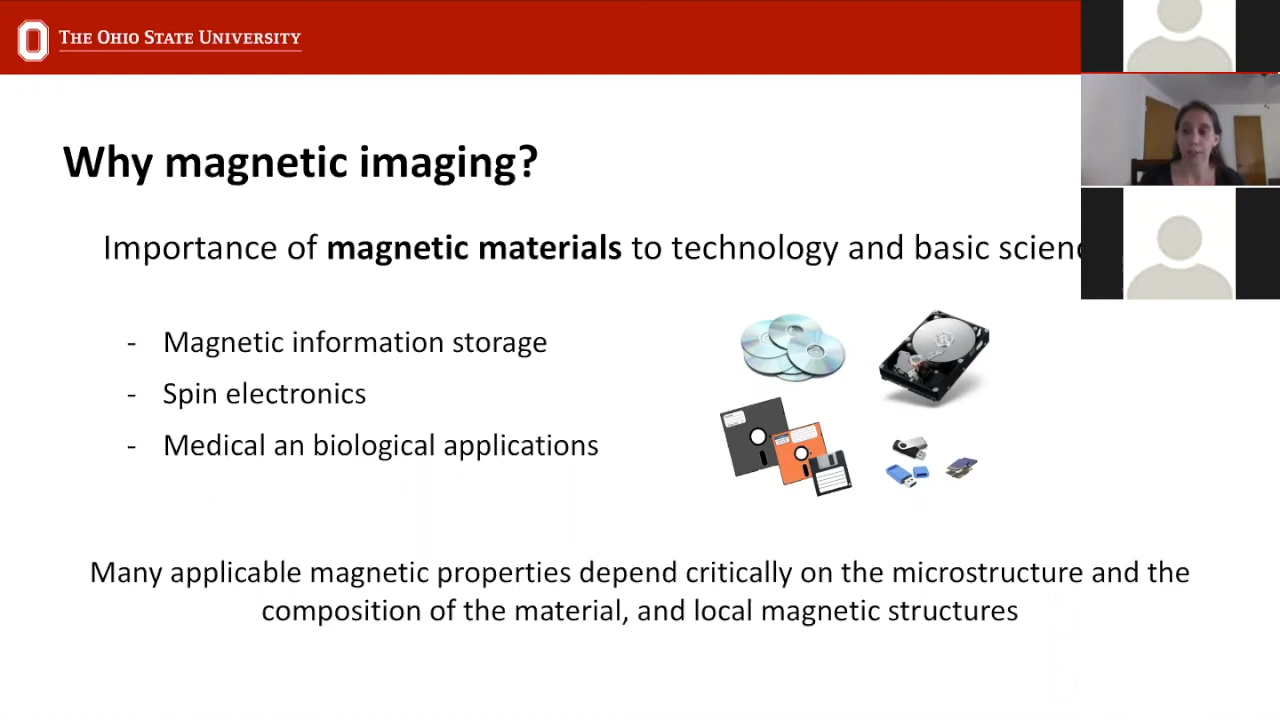 THE OHIO STATE UNIVERSITY
Why magnetic imaging?
Importance of magnetic materials to technology and basic
- Magnetic information storage
- Spin electronics
- Medical an biological applications
Many applicable magnetic properties depend critically on the microstructure and the
composition of the material, and local magnetic structures